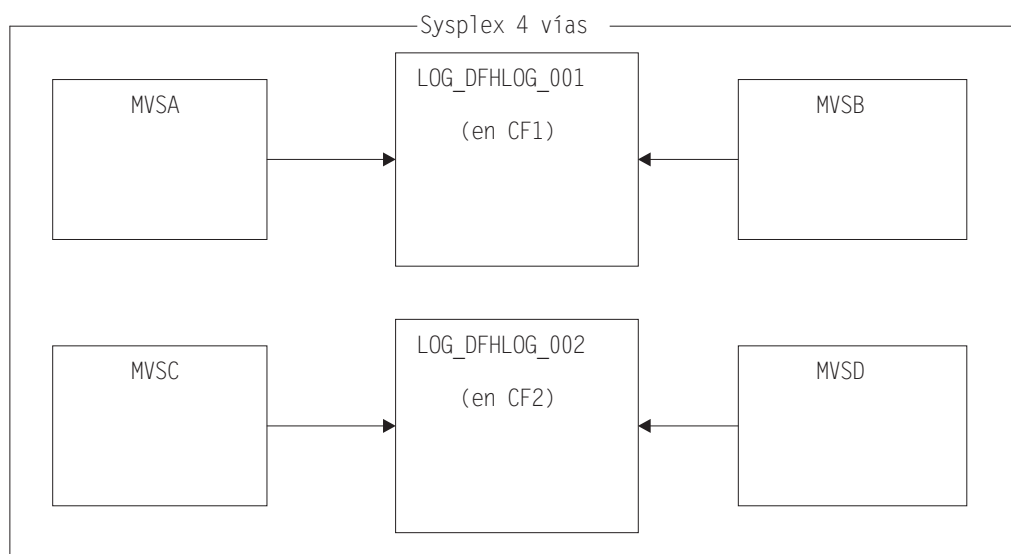 Sysplex 4 vías
MVSA
LOG_DFHLOG_001
(en CF1)
MVSB
MVSC
LOG_DFHLOG_002
(en CF2)
MVSD